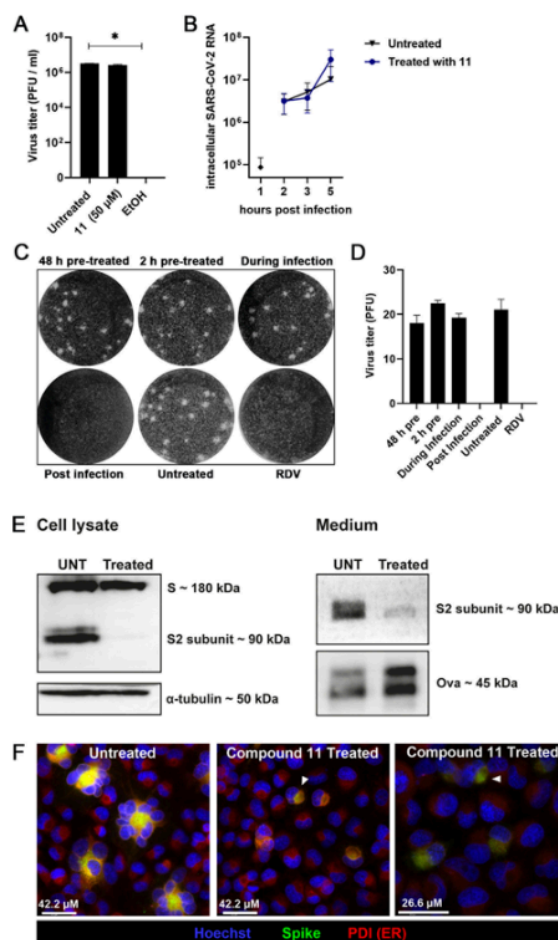 A
*
Virus titer (PFU / ml)
10⁸
10⁶
10⁴
10²
0
Untreated
11 (50 µM)
EtOH
B
Untreated
Treated with 11
intracellular SARS-CoV-2 RNA
10⁸
10⁷
10⁶
10⁵
1 2 3 5
hours post infection
C
48 h pre-treated 2 h pre-treated During infection
Post infection Untreated RDV
D
Virus titer (PFU)
30
20
10
0
48 h pre
2 h pre
During Infection
Post Infection
Untreated
RDV
E Cell lysate
UNT Treated
S ~ 180 kDa
S2 subunit ~ 90 kDa
α-tubulin ~ 50 kDa
Medium
UNT Treated
S2 subunit ~ 90 kDa
Ova ~ 45 kDa
F
Untreated
Compound 11 Treated
Compound 11 Treated
42.2 µM
42.2 µM
26.6 µM
Hoechst Spike PDI (ER)